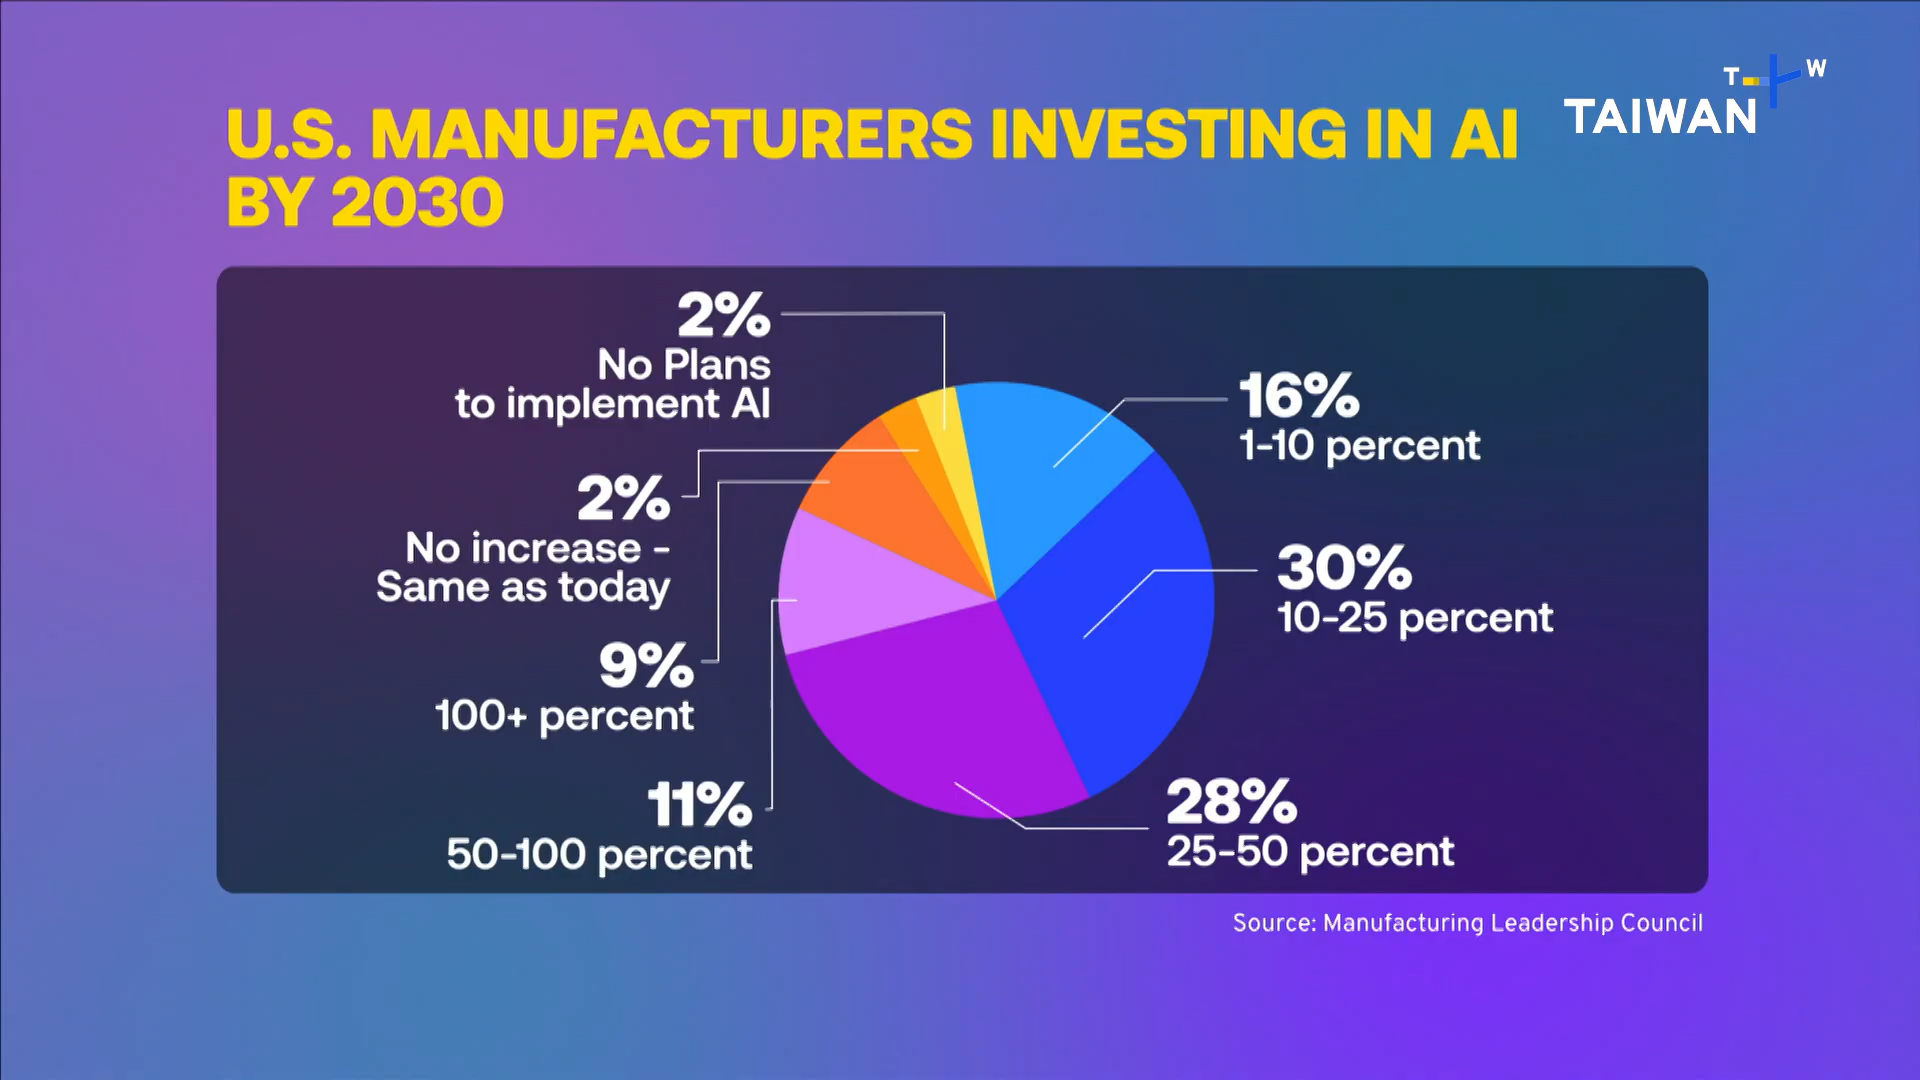 U.S. MANUFACTURERS INVESTING IN AI
BY 2030
T W
TAIWAN
2%
No Plans
to implement AI
16%
1-10 percent
2%
No increase -
Same as today
30%
10-25 percent
9%
100+ percent
11%
50-100 percent
28%
25-50 percent
Source: Manufacturing Leadership Council